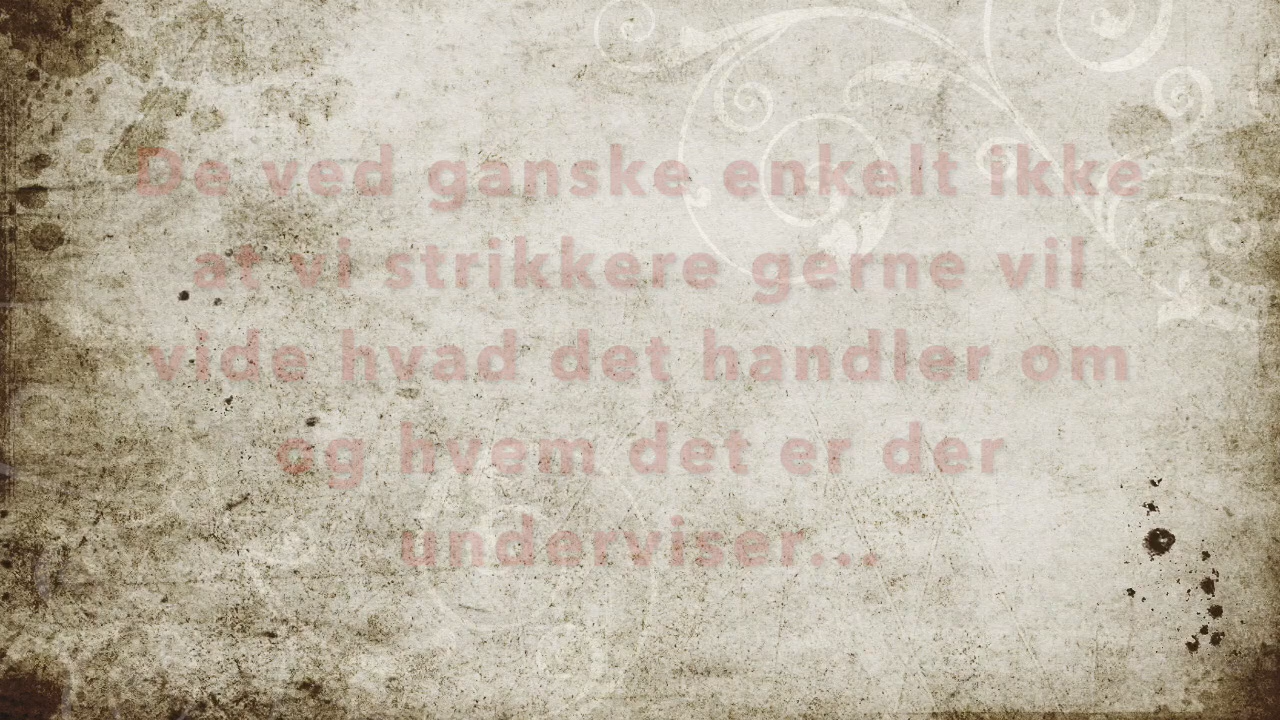 De ved ganske enkelt ikke
at vi strikkere gerne vil
vide hvad det handler om
og hvem det er der
underviser...